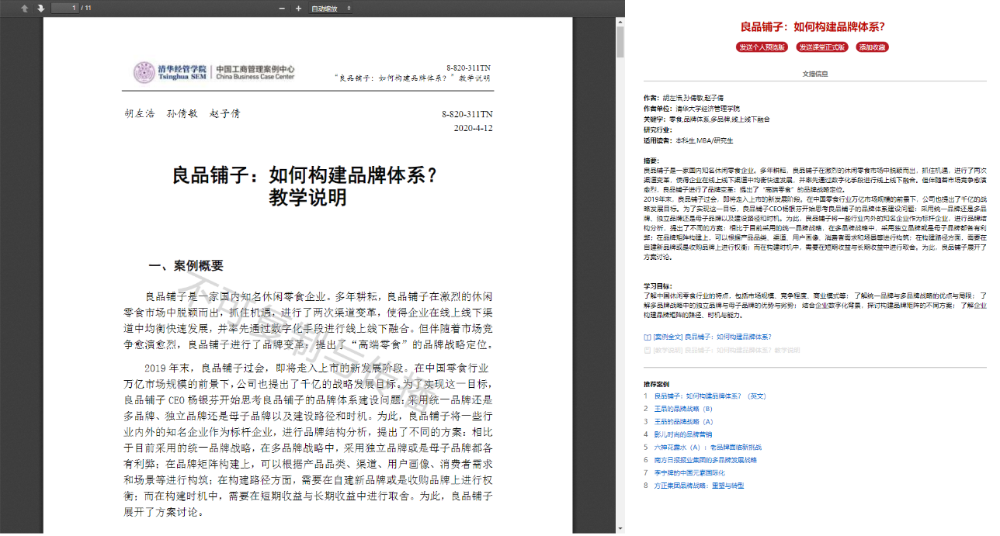 1 / 11
自动缩放
清华经管学院
Tsinghua SEM
中国工商管理案例中心
China Business Case Center
8-820-311TN
“良品铺子：如何构建品牌体系？”教学说明
胡左浩 孙倩敏 赵子倩
8-820-311TN
2020-4-12
良品铺子：如何构建品牌体系？
教学说明
一、案例概要
良品铺子是一家国内知名休闲零食企业。多年耕耘，良品铺子在激烈的休闲
零食市场中脱颖而出，抓住机遇，进行了两次渠道变革，使得企业在线上线下渠
道中均衡快速发展，并率先通过数字化手段进行线上线下融合。但伴随着市场竞
争愈演愈烈，良品铺子进行了品牌变革：提出了“高端零食”的品牌战略定位。
2019 年末，良品铺子过会，即将走入上市的新发展阶段。在中国零食行业
万亿市场规模的前景下，公司也提出了千亿的战略发展目标。为了实现这一目标，
良品铺子 CEO 杨银芬开始思考良品铺子的品牌体系建设问题：采用统一品牌还是
多品牌、独立品牌还是母子品牌以及建设路径和时机。为此，良品铺子将一些行
业内外的知名企业作为标杆企业，进行品牌结构分析，提出了不同的方案：相比
于目前采用的统一品牌战略，在多品牌战略中，采用独立品牌或是母子品牌都各
有利弊；在品牌矩阵构建上，可以根据产品品类、渠道、用户画像、消费者需求
和场景等进行构筑；在构建路径方面，需要在自建新品牌或是收购品牌上进行权
衡；而在构建时机中，需要在短期收益与长期收益中进行取舍。为此，良品铺子
展开了方案讨论。
不可复制与传播
良品铺子：如何构建品牌体系？
发送个人预览版 发送课堂正式版 添加收藏
文摘信息
作者：胡左浩,孙倩敏,赵子倩
作者单位：清华大学经济管理学院
关键字：零食,品牌体系,多品牌,线上线下融合
研究行业：
适用读者：本科生,MBA/研究生
摘要：
良品铺子是一家国内知名休闲零食企业。多年耕耘，良品铺子在激烈的休闲零食市场中脱颖而出，抓住机遇，进行了两次
渠道变革，使得企业在线上线下渠道中均衡快速发展，并率先通过数字化手段进行线上线下融合。但伴随着市场竞争愈演
愈烈，良品铺子进行了品牌变革：提出了“高端零食”的品牌战略定位。
2019年末，良品铺子过会，即将走入上市的新发展阶段。在中国零食行业万亿市场规模的前景下，公司也提出了千亿的战
略发展目标。为了实现这一目标，良品铺子CEO杨银芬开始思考良品铺子的品牌体系建设问题：采用统一品牌还是多品
牌、独立品牌还是母子品牌以及建设路径和时机。为此，良品铺子将一些行业内外的知名企业作为标杆企业，进行品牌结
构分析，提出了不同的方案：相比于目前采用的统一品牌战略，在多品牌战略中，采用独立品牌或是母子品牌都各有利
弊；在品牌矩阵构建上，可以根据产品品类、渠道、用户画像、消费者需求和场景等进行构筑；在构建路径方面，需要在
自建新品牌或是收购品牌上进行权衡；而在构建时机中，需要在短期收益与长期收益中进行取舍。为此，良品铺子展开了
方案讨论。
学习目标：
了解中国休闲零食行业的特点，包括市场规模、竞争程度、商业模式等； 了解统一品牌与多品牌战略的优点与局限； 了
解多品牌战略中的独立品牌与母子品牌的优势与劣势； 结合企业数字化背景，探讨构建品牌矩阵的不同方案； 了解企业
构建品牌矩阵的路径、时机与能力。
[案例全文] 良品铺子：如何构建品牌体系？
[教学说明] 良品铺子：如何构建品牌体系？教学说明
推荐案例
1 良品铺子：如何构建品牌体系？（英文）
2 王品的品牌战略（B）
3 王品的品牌战略（A）
4 影儿时尚的品牌营销
5 六神花露水（A）：老品牌面临新挑战
6 南方日报报业集团的多品牌发展战略
7 李宁牌的中国元素国际化
8 方正集团品牌战略：重塑与转型